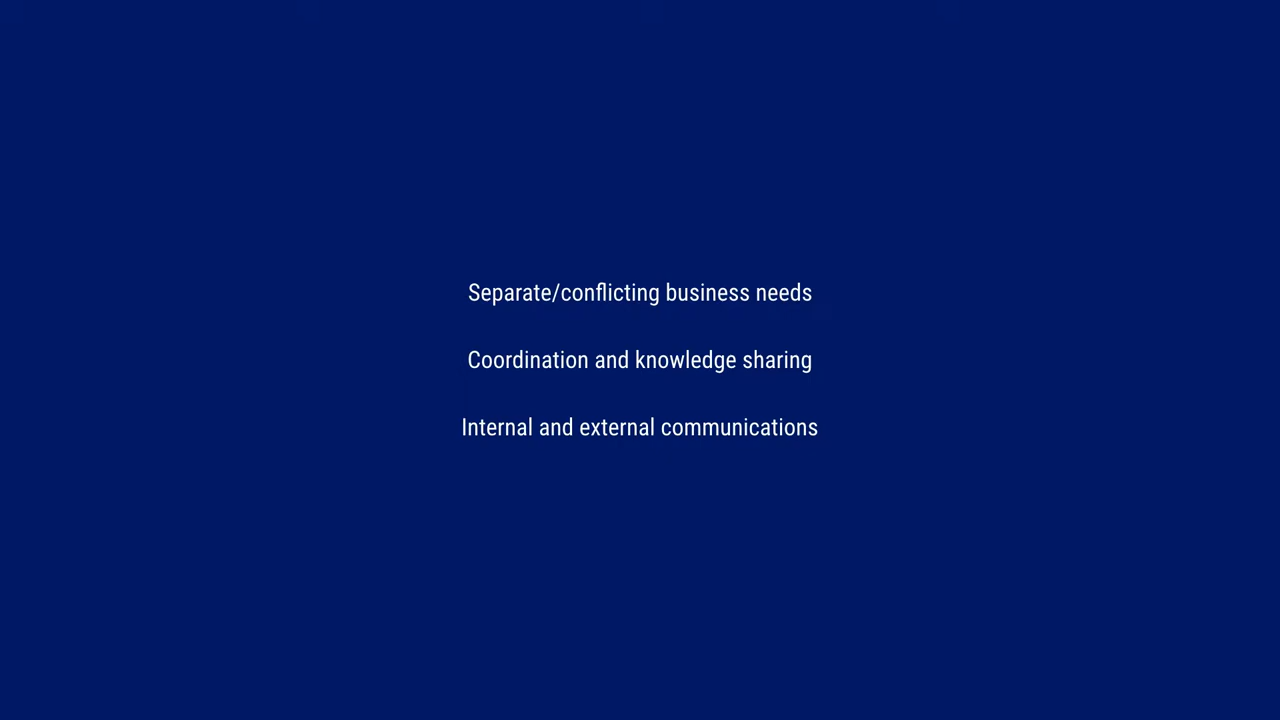 Separate/conflicting business needs
Coordination and knowledge sharing
Internal and external communications